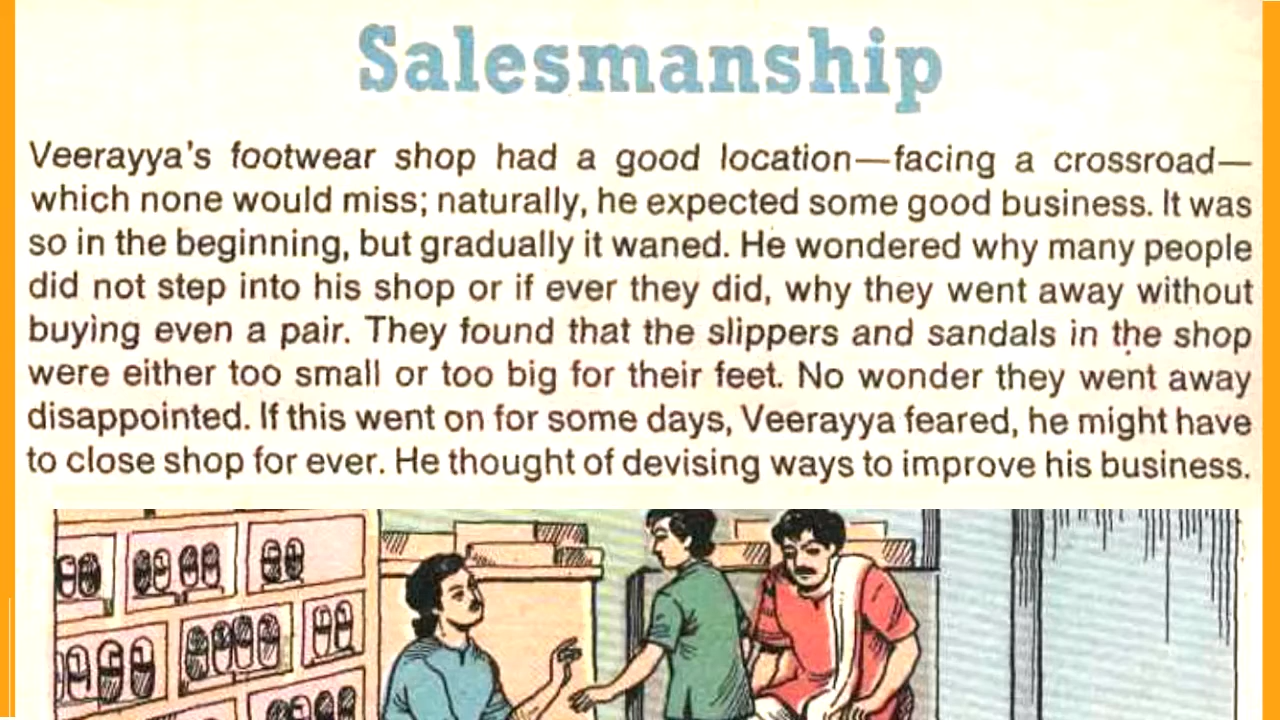 Salesmanship
Veerayya's footwear shop had a good location—facing a crossroad—
which none would miss; naturally, he expected some good business. It was
so in the beginning, but gradually it waned. He wondered why many people
did not step into his shop or if ever they did, why they went away without
buying even a pair. They found that the slippers and sandals in the shop
were either too small or too big for their feet. No wonder they went away
disappointed. If this went on for some days, Veerayya feared, he might have
to close shop for ever. He thought of devising ways to improve his business.